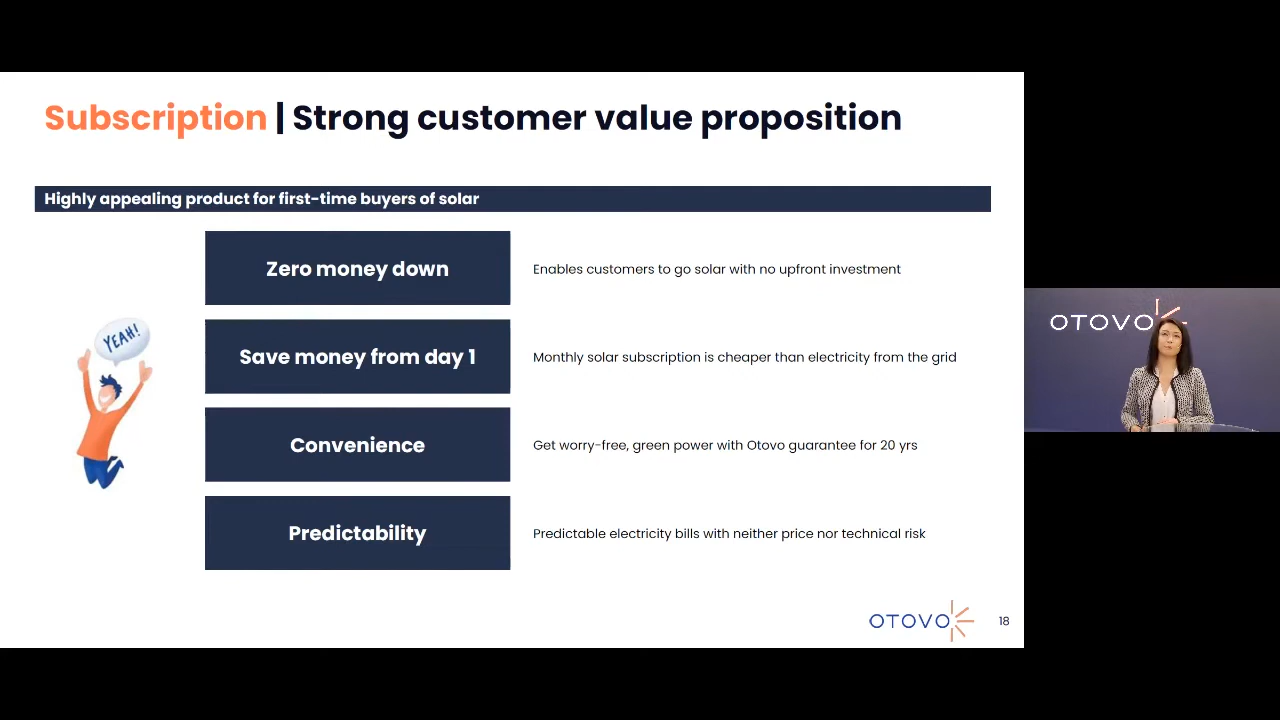 Subscription | Strong customer value proposition
Highly appealing product for first-time buyers of solar
Zero money down
Enables customers to go solar with no upfront investment
YEAH!
Save money from day 1
Monthly solar subscription is cheaper than electricity from the grid
OTOVO
Convenience
Get worry-free, green power with Otovo guarantee for 20 yrs
Predictability
Predictable electricity bills with neither price nor technical risk
OTOVO
18